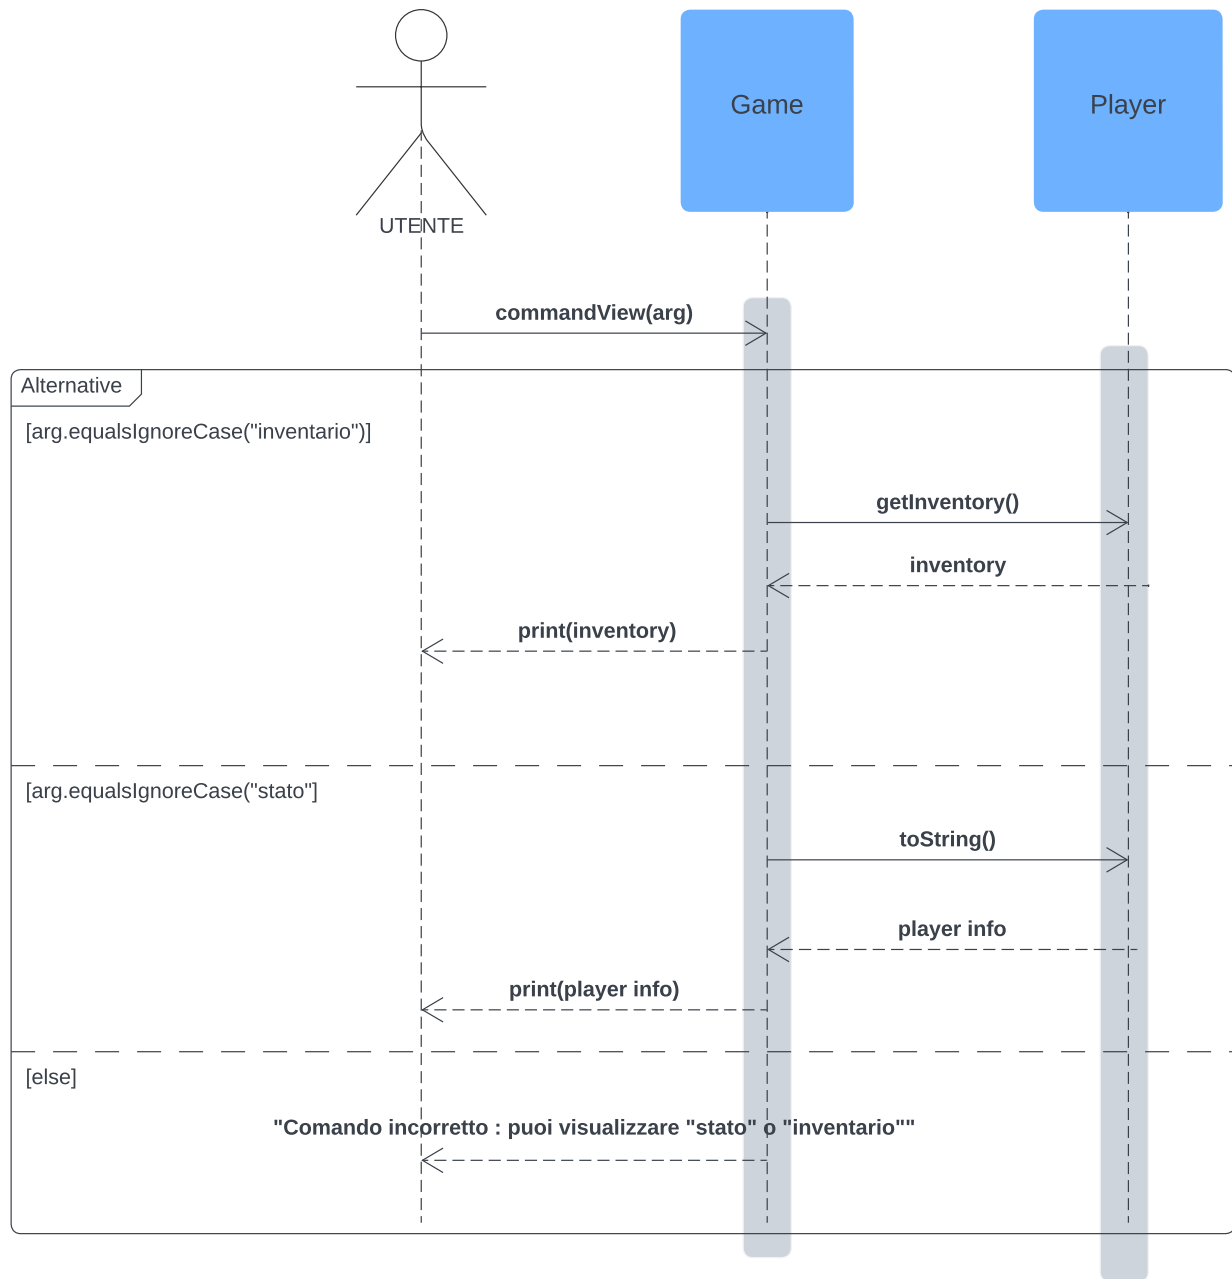 Game
Player
UTENTE
commandView(arg)
Alternative
[arg.equalsIgnoreCase("inventario")]
getInventory()
inventory
print(inventory)
[arg.equalsIgnoreCase("stato"]
toString()
player info
print(player info)
[else]
"Comando incorretto : puoi visualizzare "stato" o "inventario""